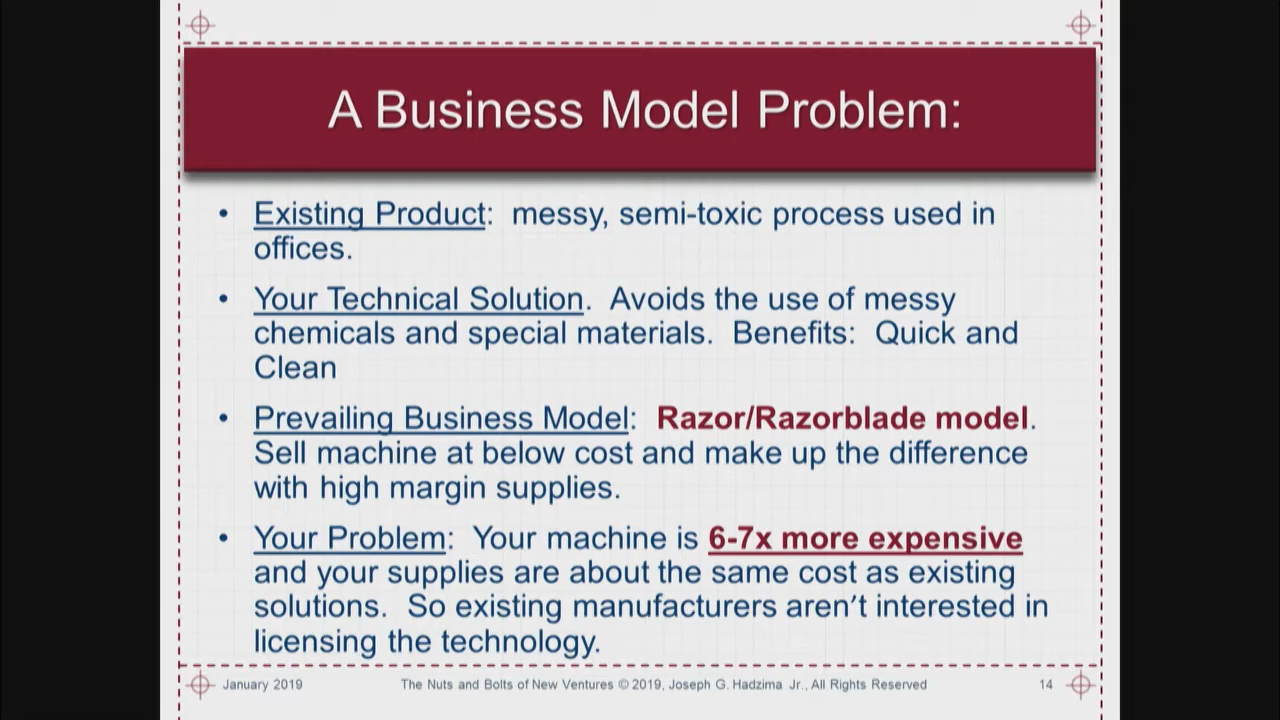 A Business Model Problem:
• Existing Product: messy, semi-toxic process used in
offices.
• Your Technical Solution. Avoids the use of messy
chemicals and special materials. Benefits: Quick and
Clean
• Prevailing Business Model: Razor/Razorblade model.
Sell machine at below cost and make up the difference
with high margin supplies.
• Your Problem: Your machine is 6-7x more expensive
and your supplies are about the same cost as existing
solutions. So existing manufacturers aren’t interested in
licensing the technology.
January 2019 The Nuts and Bolts of New Ventures © 2019, Joseph G. Hadzima Jr., All Rights Reserved 14